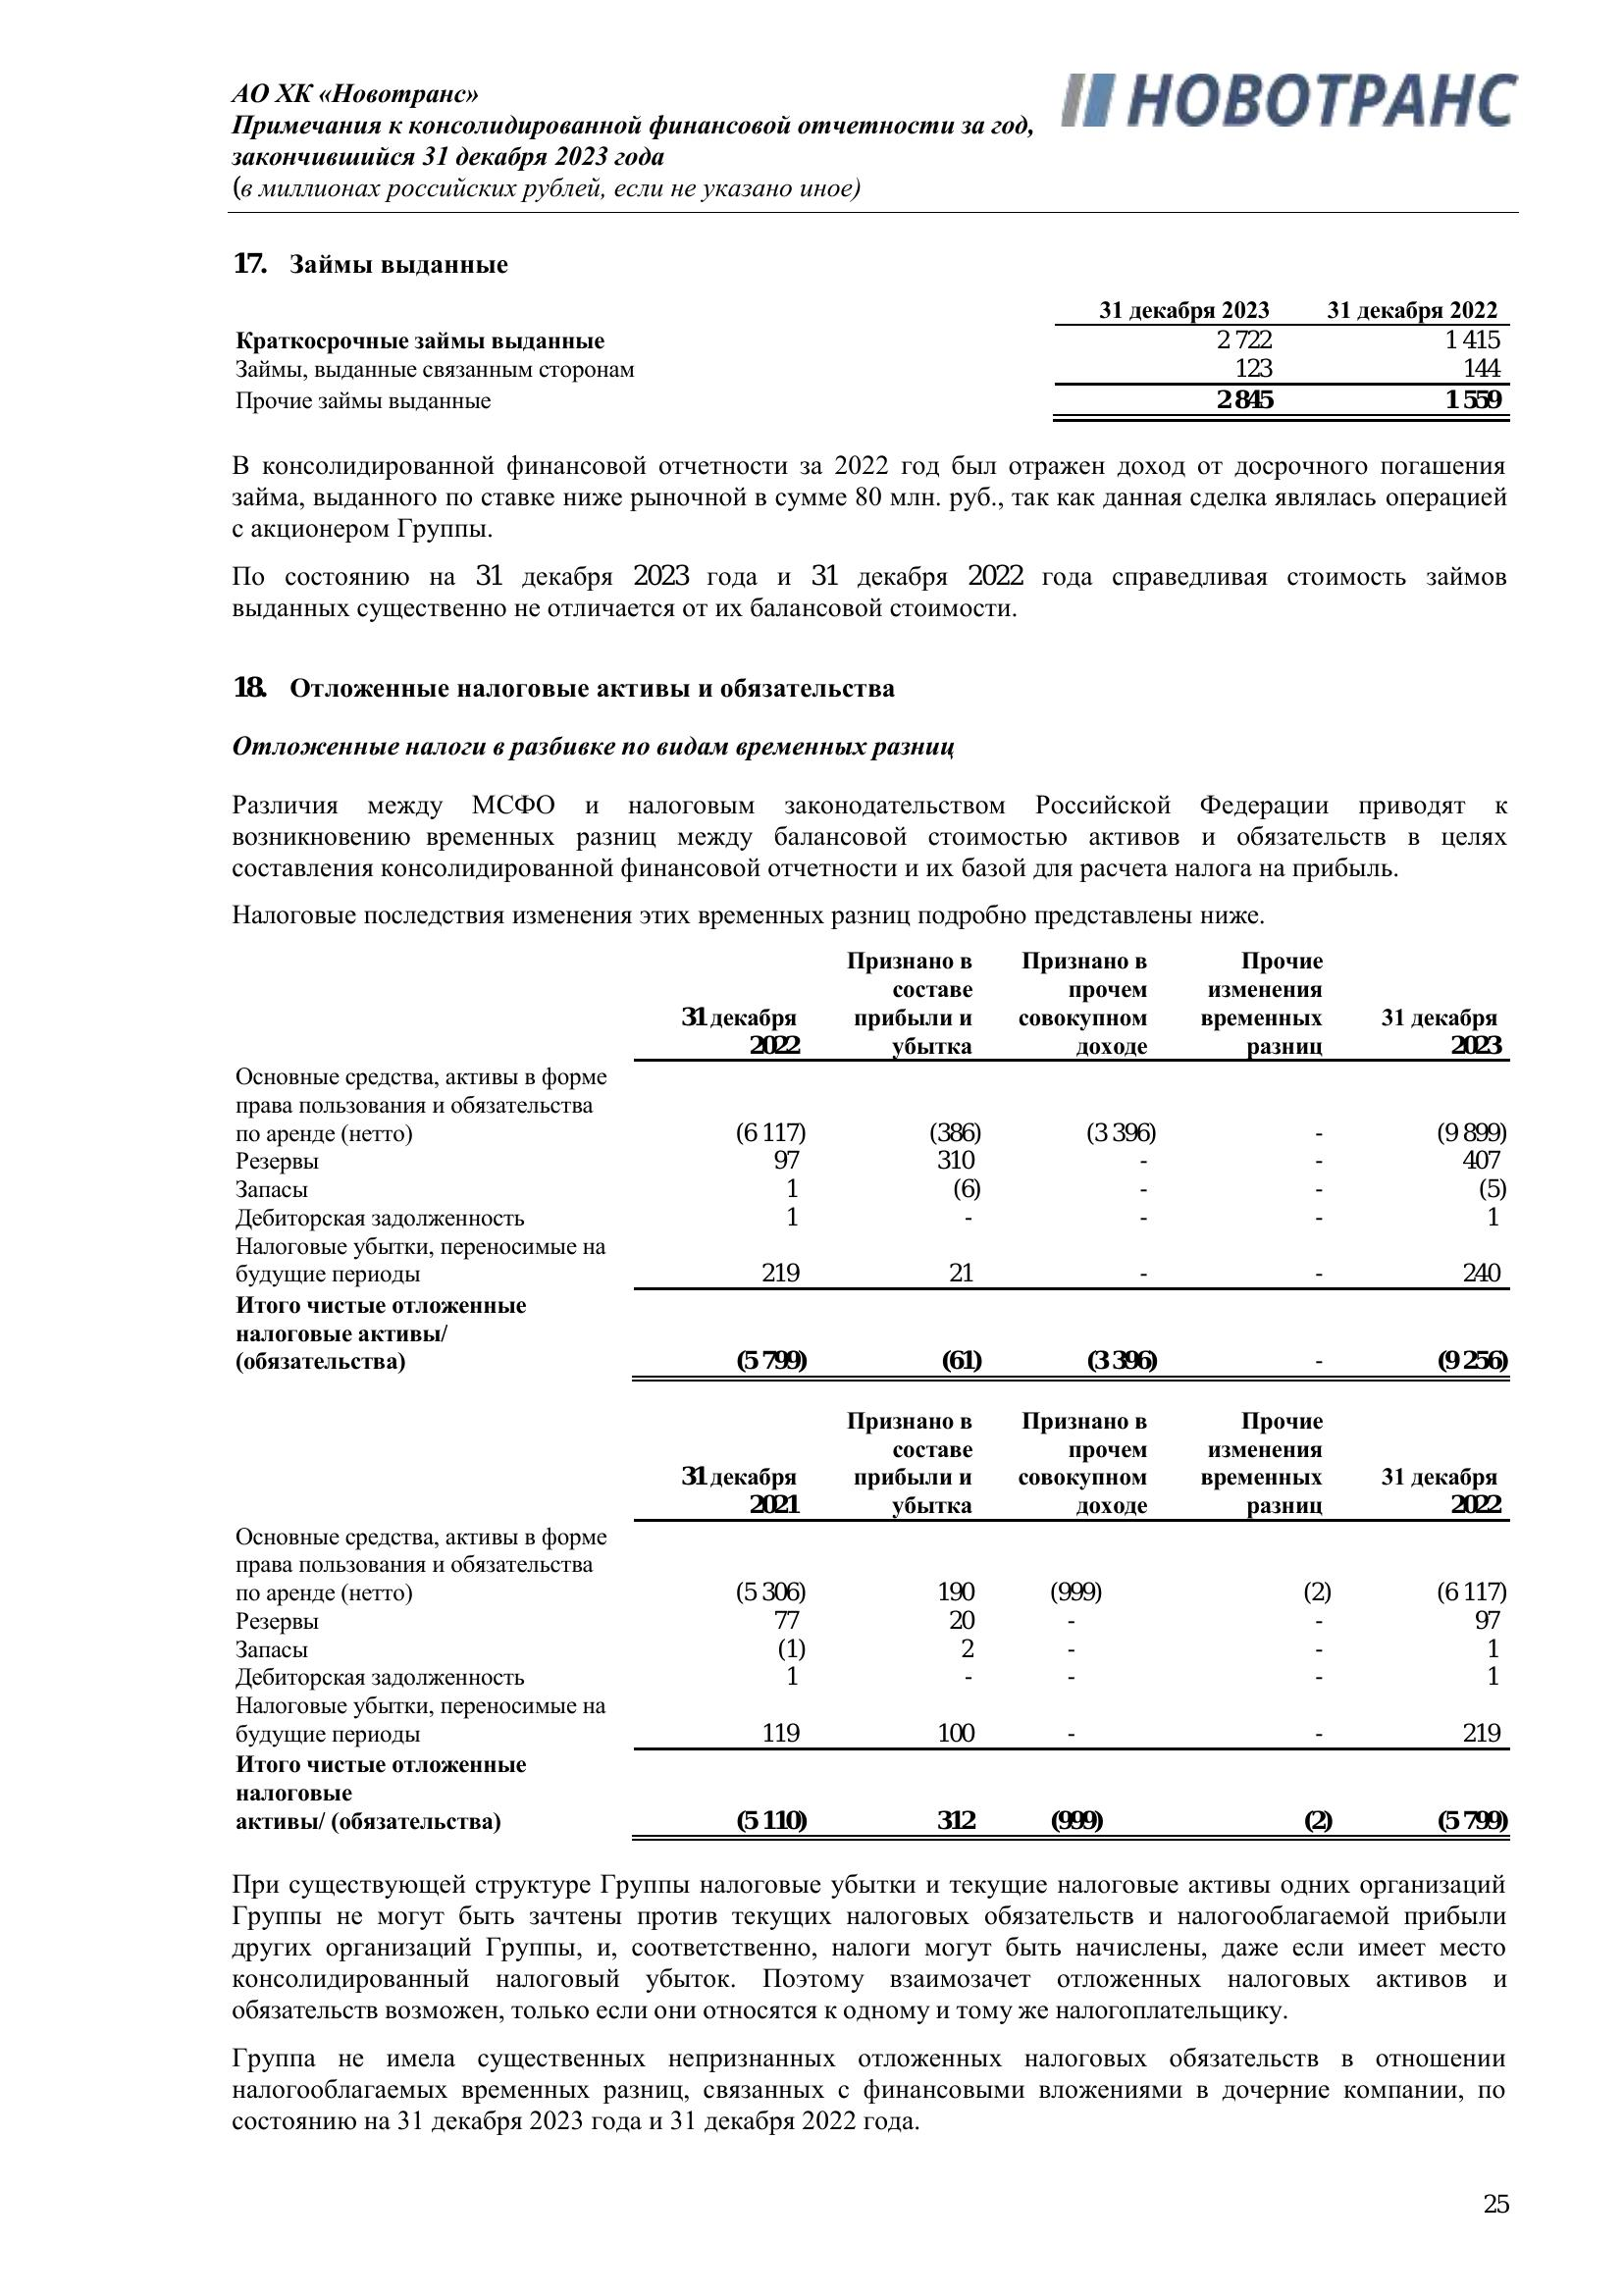 АО ХК «Новотранс»
НОВОТРАНС
Примечания к консолидированной финансовой отчетности за год,
закончившийся 31 декабря 2023 года
(в миллионах российских рублей, если не указано иное)
17. Займы выданные
31 декабря 2023 31 декабря 2022
Краткосрочные займы выданные 2 722 1 415
Займы, выданные связанным сторонам 123 144
Прочие займы выданные 2 845 1 559
В консолидированной финансовой отчетности за 2022 год был отражен доход от досрочного погашения
займа, выданного по ставке ниже рыночной в сумме 80 млн. руб., так как данная сделка являлась операцией
с акционером Группы.
По состоянию на 31 декабря 2023 года и 31 декабря 2022 года справедливая стоимость займов
выданных существенно не отличается от их балансовой стоимости.
18. Отложенные налоговые активы и обязательства
Отложенные налоги в разбивке по видам временных разниц
Различия между МСФО и налоговым законодательством Российской Федерации приводят к
возникновению временных разниц между балансовой стоимостью активов и обязательств в целях
составления консолидированной финансовой отчетности и их базой для расчета налога на прибыль.
Налоговые последствия изменения этих временных разниц подробно представлены ниже.
Признано в Признано в Прочие
составе прочем изменения
31 декабря прибыли и совокупном временных 31 декабря
2022 убытка доходе разниц 2023
Основные средства, активы в форме
права пользования и обязательства
по аренде (нетто) (6 117) (386) (3 396) - (9 899)
Резервы 97 310 - - 407
Запасы 1 (6) - - (5)
Дебиторская задолженность 1 - - - 1
Налоговые убытки, переносимые на
будущие периоды 219 21 - - 240
Итого чистые отложенные
налоговые активы/
(обязательства) (5 799) (61) (3 396) - (9 256)
Признано в Признано в Прочие
составе прочем изменения
31 декабря прибыли и совокупном временных 31 декабря
2021 убытка доходе разниц 2022
Основные средства, активы в форме
права пользования и обязательства
по аренде (нетто) (5 306) 190 (999) (2) (6 117)
Резервы 77 20 - - 97
Запасы (1) 2 - - 1
Дебиторская задолженность 1 - - - 1
Налоговые убытки, переносимые на
будущие периоды 119 100 - - 219
Итого чистые отложенные
налоговые
активы/ (обязательства) (5 110) 312 (999) (2) (5 799)
При существующей структуре Группы налоговые убытки и текущие налоговые активы одних организаций
Группы не могут быть зачтены против текущих налоговых обязательств и налогооблагаемой прибыли
других организаций Группы, и, соответственно, налоги могут быть начислены, даже если имеет место
консолидированный налоговый убыток. Поэтому взаимозачет отложенных налоговых активов и
обязательств возможен, только если они относятся к одному и тому же налогоплательщику.
Группа не имела существенных непризнанных отложенных налоговых обязательств в отношении
налогооблагаемых временных разниц, связанных с финансовыми вложениями в дочерние компании, по
состоянию на 31 декабря 2023 года и 31 декабря 2022 года.
25